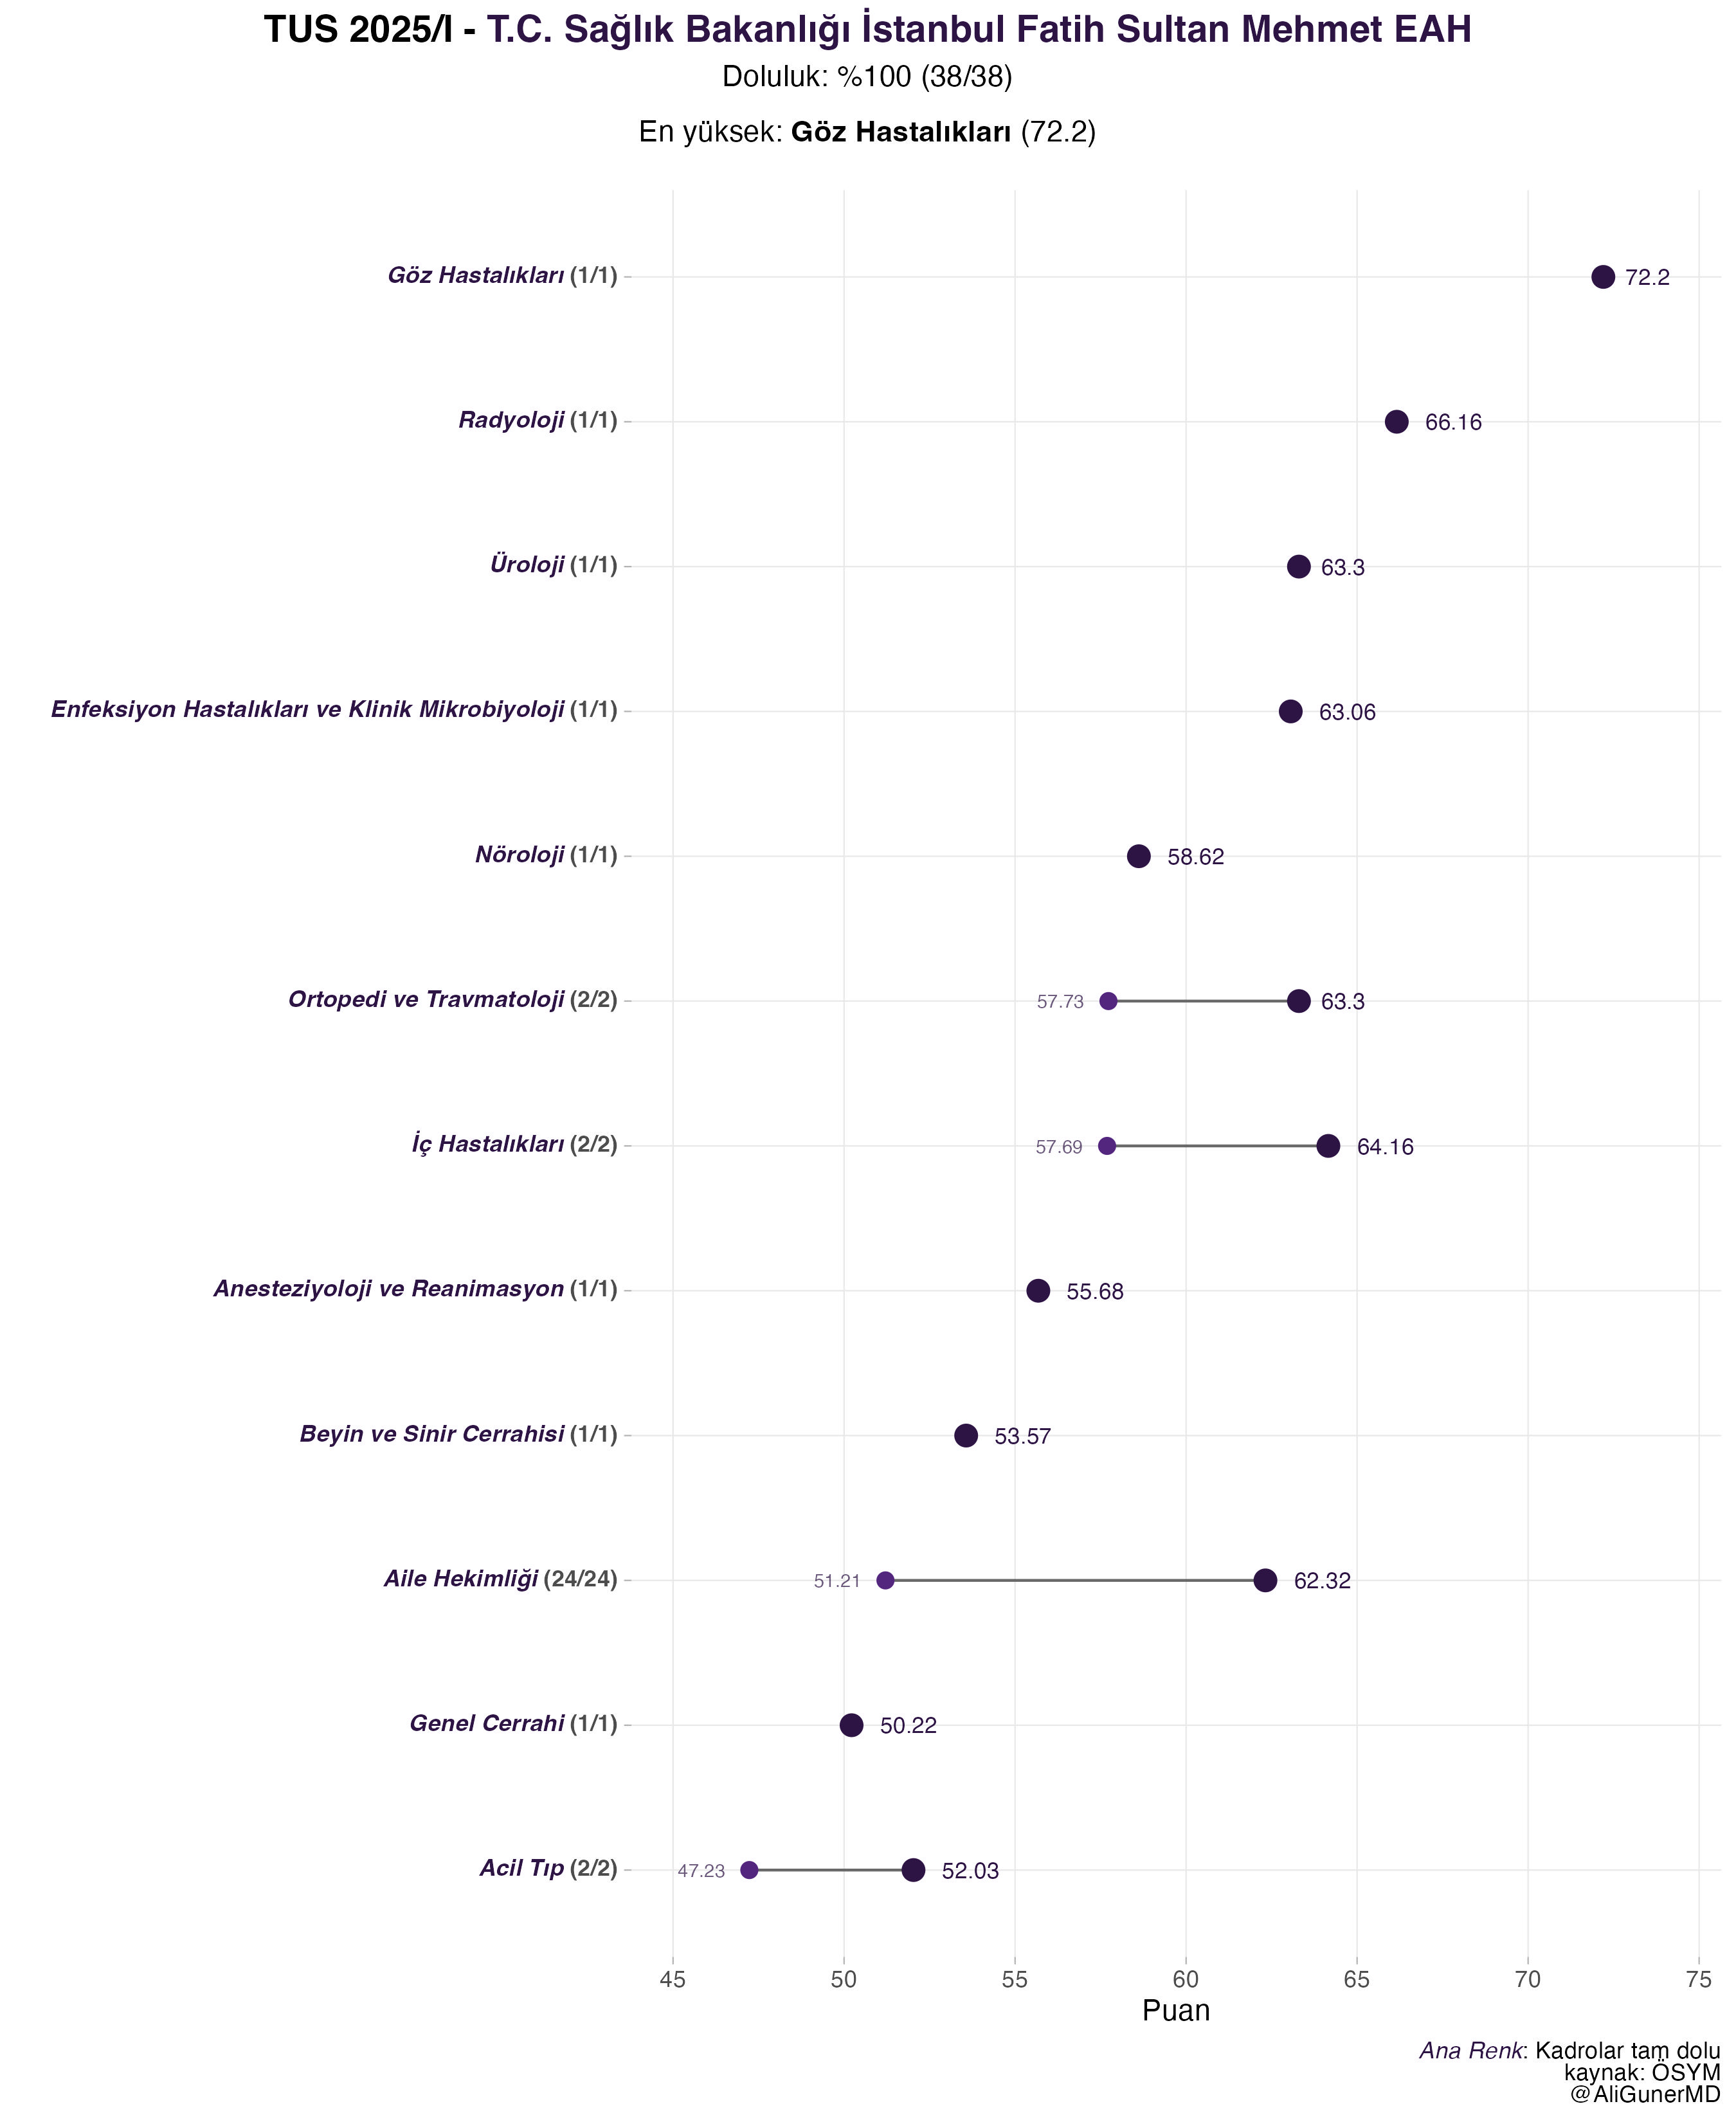 TUS 2025/I - T.C. Sağlık Bakanlığı İstanbul Fatih Sultan Mehmet EAH
Doluluk: %100 (38/38)
En yüksek: Göz Hastalıkları (72.2)
Göz Hastalıkları (1/1) 72.2
Radyoloji (1/1) 66.16
Üroloji (1/1) 63.3
Enfeksiyon Hastalıkları ve Klinik Mikrobiyoloji (1/1) 63.06
Nöroloji (1/1) 58.62
Ortopedi ve Travmatoloji (2/2) 57.73 63.3
İç Hastalıkları (2/2) 57.69 64.16
Anesteziyoloji ve Reanimasyon (1/1) 55.68
Beyin ve Sinir Cerrahisi (1/1) 53.57
Aile Hekimliği (24/24) 51.21 62.32
Genel Cerrahi (1/1) 50.22
Acil Tıp (2/2) 47.23 52.03
45 50 55 60 65 70 75
Puan
Ana Renk: Kadrolar tam dolu
kaynak: ÖSYM
@AliGunerMD